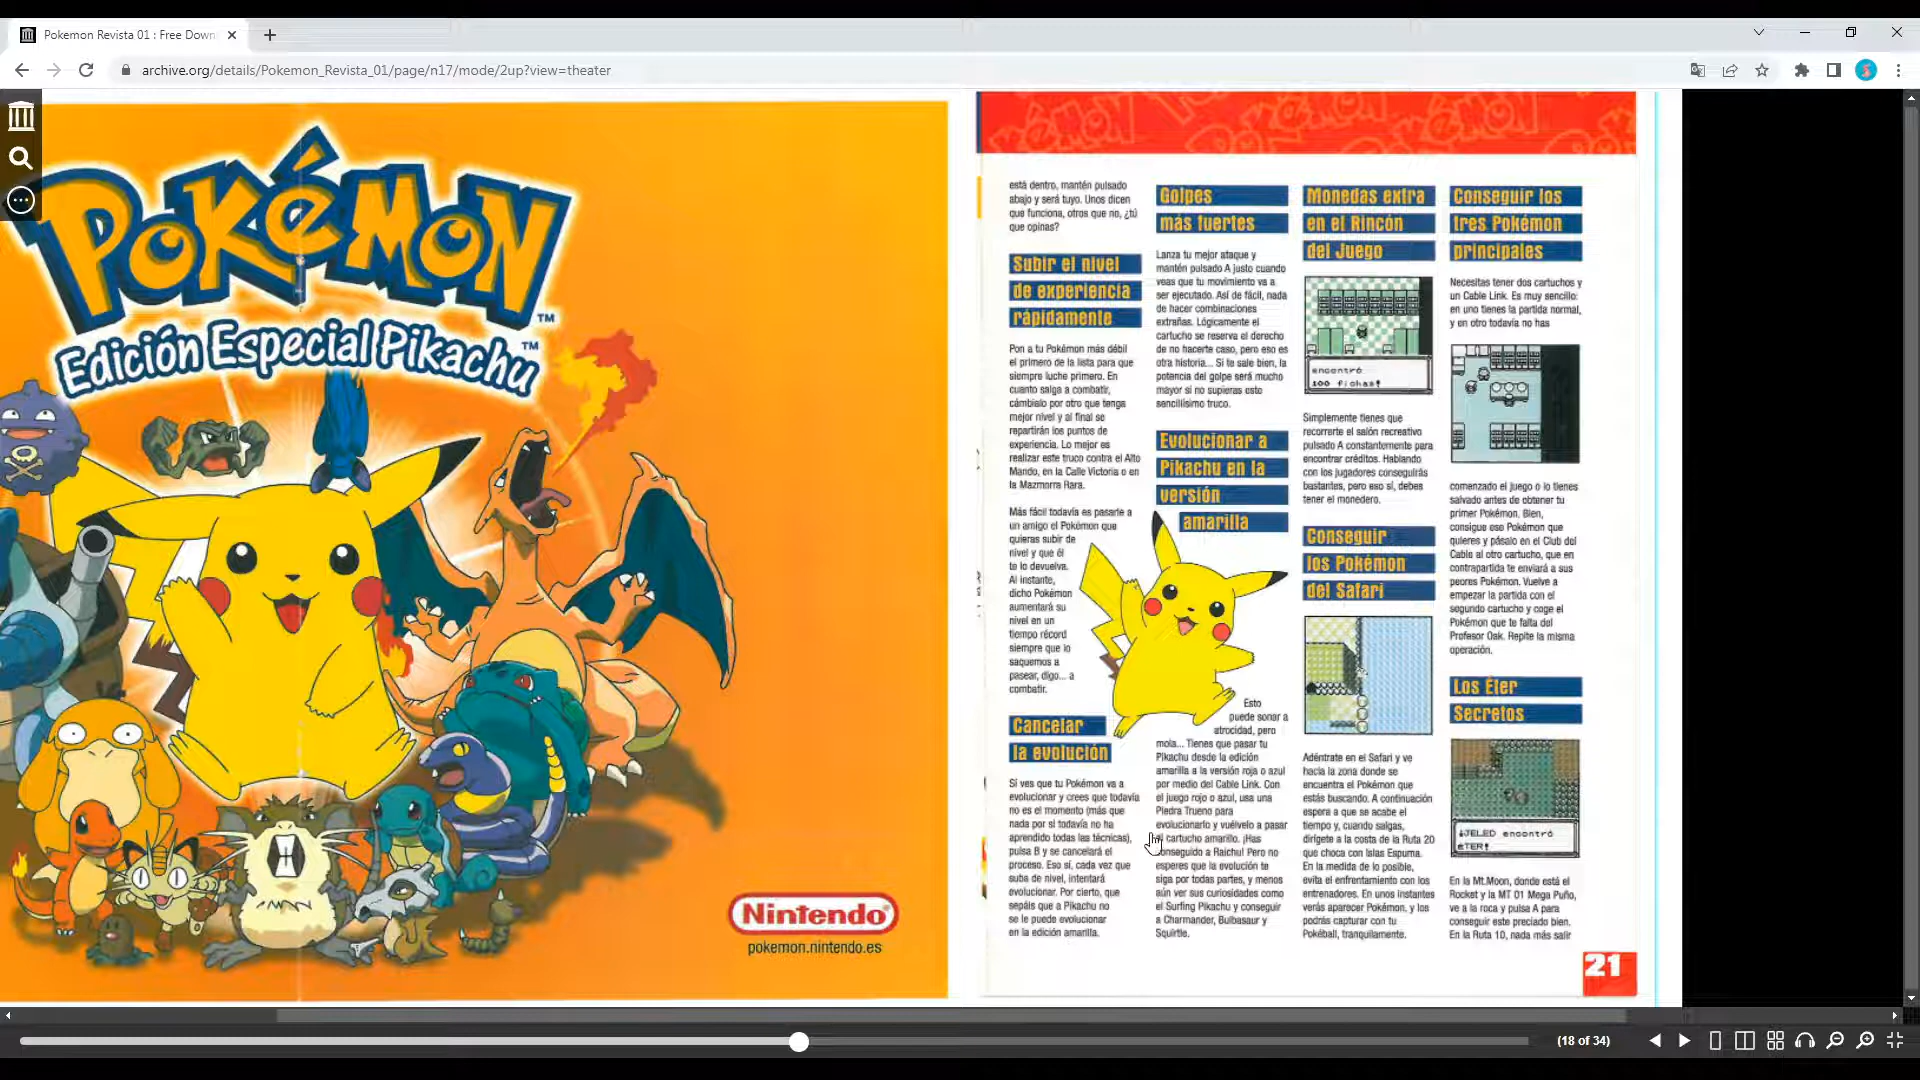 Pokemon Revista 01 : Free Down
archive.org/details/Pokemon_Revista_01/page/n17/mode/2up?view=theater
POKéMON
TM
Edición Especial Pikachu
TM
Nintendo
pokemon.nintendo.es
está dentro, mantén pulsado
abajo y será tuyo. Unos dicen
que funciona, otros que no, ¿tú
que opinas?
Subir el nivel
de experiencia
rápidamente
Pon a tu Pokémon más débil
el primero de la lista para que
siempre luche primero. En
cuanto salga a combatir,
cámbialo por otro que tenga
mejor nivel y al final se
repartirán los puntos de
experiencia. Lo mejor es
realizar este truco contra el Alto
Mando, en la Calle Victoria o en
la Mazmorra Rara.
Más fácil todavía es pasarle a
un amigo el Pokémon que
quieras subir de
nivel y que él
te lo devuelva.
Al instante,
dicho Pokémon
aumentará su
nivel en un
tiempo récord
siempre que lo
saquemos a
pasear, digo... a
combatir.
Cancelar
la evolución
Si ves que tu Pokémon va a
evolucionar y crees que todavía
no es el momento (más que
nada por si todavía no ha
aprendido todas las técnicas),
pulsa B y se cancelará el
proceso. Eso sí, cada vez que
suba de nivel, intentará
evolucionar. Por cierto, que
sepáis que a Pikachu no
se le puede evolucionar
en la edición amarilla.
Golpes
más fuertes
Lanza tu mejor ataque y
mantén pulsado A justo cuando
veas que tu movimiento va a
ser ejecutado. Así de fácil, nada
de hacer combinaciones
extrañas. Lógicamente el
cartucho se reserva el derecho
de no hacerte caso, pero eso es
otra historia... Si te sale bien, la
potencia del golpe será mucho
mayor si no supieras esto
sencillísimo truco.
Evolucionar a
Pikachu en la
versión
amarilla
Esto
puede sonar a
atrocidad, pero
mola... Tienes que pasar tu
Pikachu desde la edición
amarilla a la versión roja o azul
por medio del Cable Link. Con
el juego rojo o azul, usa una
Piedra Trueno para
evolucionarlo y vuélvelo a pasar
cartucho amarillo. ¡Has
conseguido a Raichu! Pero no
esperes que la evolución te
siga por todas partes, y menos
aún ver sus curiosidades como
el Surfing Pikachu y conseguir
a Charmander, Bulbasaur y
Squirtle.
Monedas extra
en el Rincón
del Juego
encontró
100 fichas!
Simplemente tienes que
recorrerte el salón recreativo
pulsado A constantemente para
encontrar créditos. Hablando
con los jugadores conseguirás
bastantes, pero eso sí, debes
tener el monedero.
Conseguir
los Pokémon
del Safari
Adéntrate en el Safari y ve
hacia la zona donde se
encuentra el Pokémon que
estás buscando. A continuación
espera a que se acabe el
tiempo y, cuando salgas,
dirígete a la costa de la Ruta 20
que choca con Islas Espuma.
En la medida de lo posible,
evita el enfrentamiento con los
entrenadores. En unos instantes
verás aparecer Pokémon, y los
podrás capturar con tu
Pokéball, tranquilamente.
Conseguir los
tres Pokémon
principales
Necesitas tener dos cartuchos y
un Cable Link. Es muy sencillo:
en uno tienes la partida normal,
y en otro todavía no has
comenzado el juego o lo tienes
salvado antes de obtener tu
primer Pokémon. Bien,
consigue ese Pokémon que
quieres y pásalo en el Club del
Cable al otro cartucho, que en
contrapartida te enviará a sus
peores Pokémon. Vuelve a
empezar la partida con el
segundo cartucho y coge el
Pokémon que te falta del
Profesor Oak. Repite la misma
operación.
Los Éter
Secretos
¡JELED encontró
ETER!
En la Mt.Moon, donde está el
Rocket y la MT 01 Mega Puño,
ve a la roca y pulsa A para
conseguir este preciado bien.
En la Ruta 10, nada más salir
21
(18 of 34)